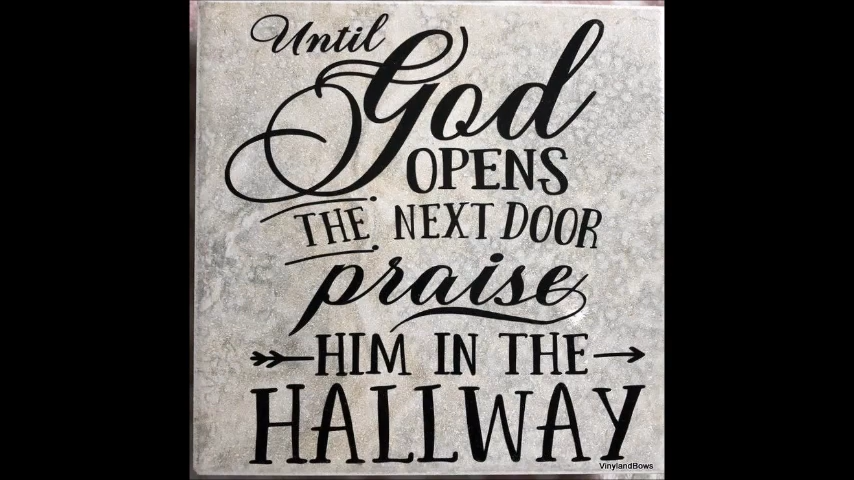 Until
God
OPENS
THE NEXT DOOR
praise
HIM IN THE
HALLWAY
VinylandBows